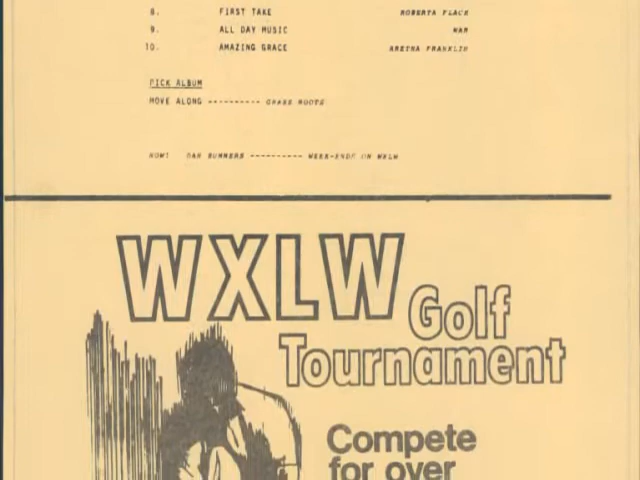 8. FIRST TAKE ROBERTA FLACK
9. ALL DAY MUSIC WAR
10. AMAZING GRACE ARETHA FRANKLIN
PICK ALBUM
MOVE ALONG ---------- GRASS ROOTS
NOW! DAN SUMMERS ---------- WEEK-ENDS ON WXLW
WXLW Golf
Tournament
Compete
for over